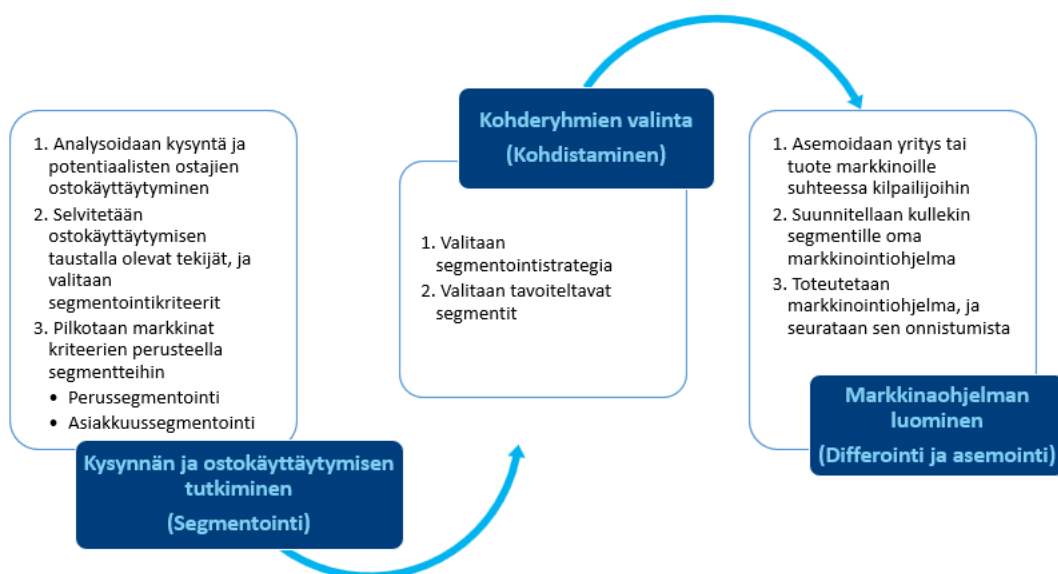 1. Analysoidaan kysyntä ja
potentiaalisten ostajien
ostokäyttäytyminen
2. Selvitetään
ostokäyttäytymisen
taustalla olevat tekijät, ja
valitaan
segmentointikriteerit
3. Pilkotaan markkinat
kriteerien perusteella
segmentteihin
• Perussegmentointi
• Asiakkuussegmentointi
Kysynnän ja ostokäyttäytymisen
tutkiminen
(Segmentointi)
Kohderyhmien valinta
(Kohdistaminen)
1. Valitaan
segmentointistrategia
2. Valitaan tavoiteltavat
segmentit
1. Asemoidaan yritys tai
tuote markkinoille
suhteessa kilpailijoihin
2. Suunnitellaan kullekin
segmentille oma
markkinointiohjelma
3. Toteutetaan
markkinointiohjelma, ja
seurataan sen onnistumista
Markkinaohjelman
luominen
(Differointi ja asemointi)